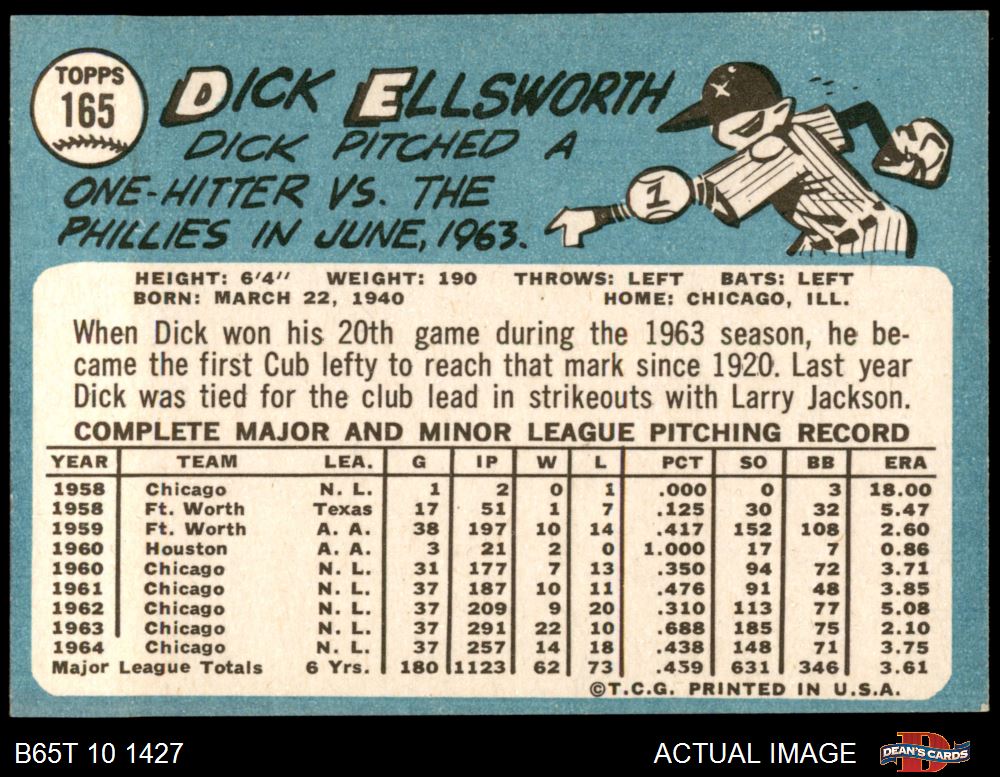 TOPPS
165
DICK ELLSWORTH
DICK PITCHED A
ONE-HITTER VS. THE
PHILLIES IN JUNE, 1963.
1
HEIGHT: 6'4" WEIGHT: 190 THROWS: LEFT BATS: LEFT
BORN: MARCH 22, 1940 HOME: CHICAGO, ILL.
When Dick won his 20th game during the 1963 season, he be-
came the first Cub lefty to reach that mark since 1920. Last year
Dick was tied for the club lead in strikeouts with Larry Jackson.
COMPLETE MAJOR AND MINOR LEAGUE PITCHING RECORD
YEAR TEAM LEA. G IP W L PCT SO BB ERA
1958 Chicago N. L. 1 2 0 1 .000 0 3 18.00
1958 Ft. Worth Texas 17 51 1 7 .125 30 32 5.47
1959 Ft. Worth A. A. 38 197 10 14 .417 152 108 2.60
1960 Houston A. A. 3 21 2 0 1.000 17 7 0.86
1960 Chicago N. L. 31 177 7 13 .350 94 72 3.71
1961 Chicago N. L. 37 187 10 11 .476 91 48 3.85
1962 Chicago N. L. 37 209 9 20 .310 113 77 5.08
1963 Chicago N. L. 37 291 22 10 .688 185 75 2.10
1964 Chicago N. L. 37 257 14 18 .438 148 71 3.75
Major League Totals 6 Yrs. 180 1123 62 73 .459 631 346 3.61
©T.C.G. PRINTED IN U.S.A.
B65T 10 1427 ACTUAL IMAGE DEAN'S CARDS